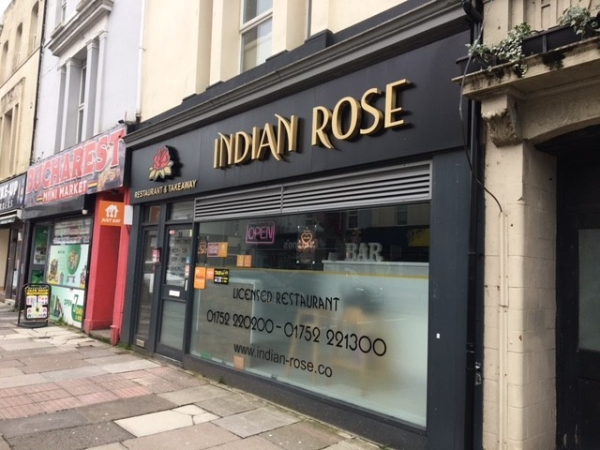 INDIAN ROSE
RESTAURANT & TAKEAWAY
BUCHAREST
MINI MARKET
OPEN
BAR
LICENSED RESTAURANT
01752 220200 - 01752 221300
www.indian-rose.co